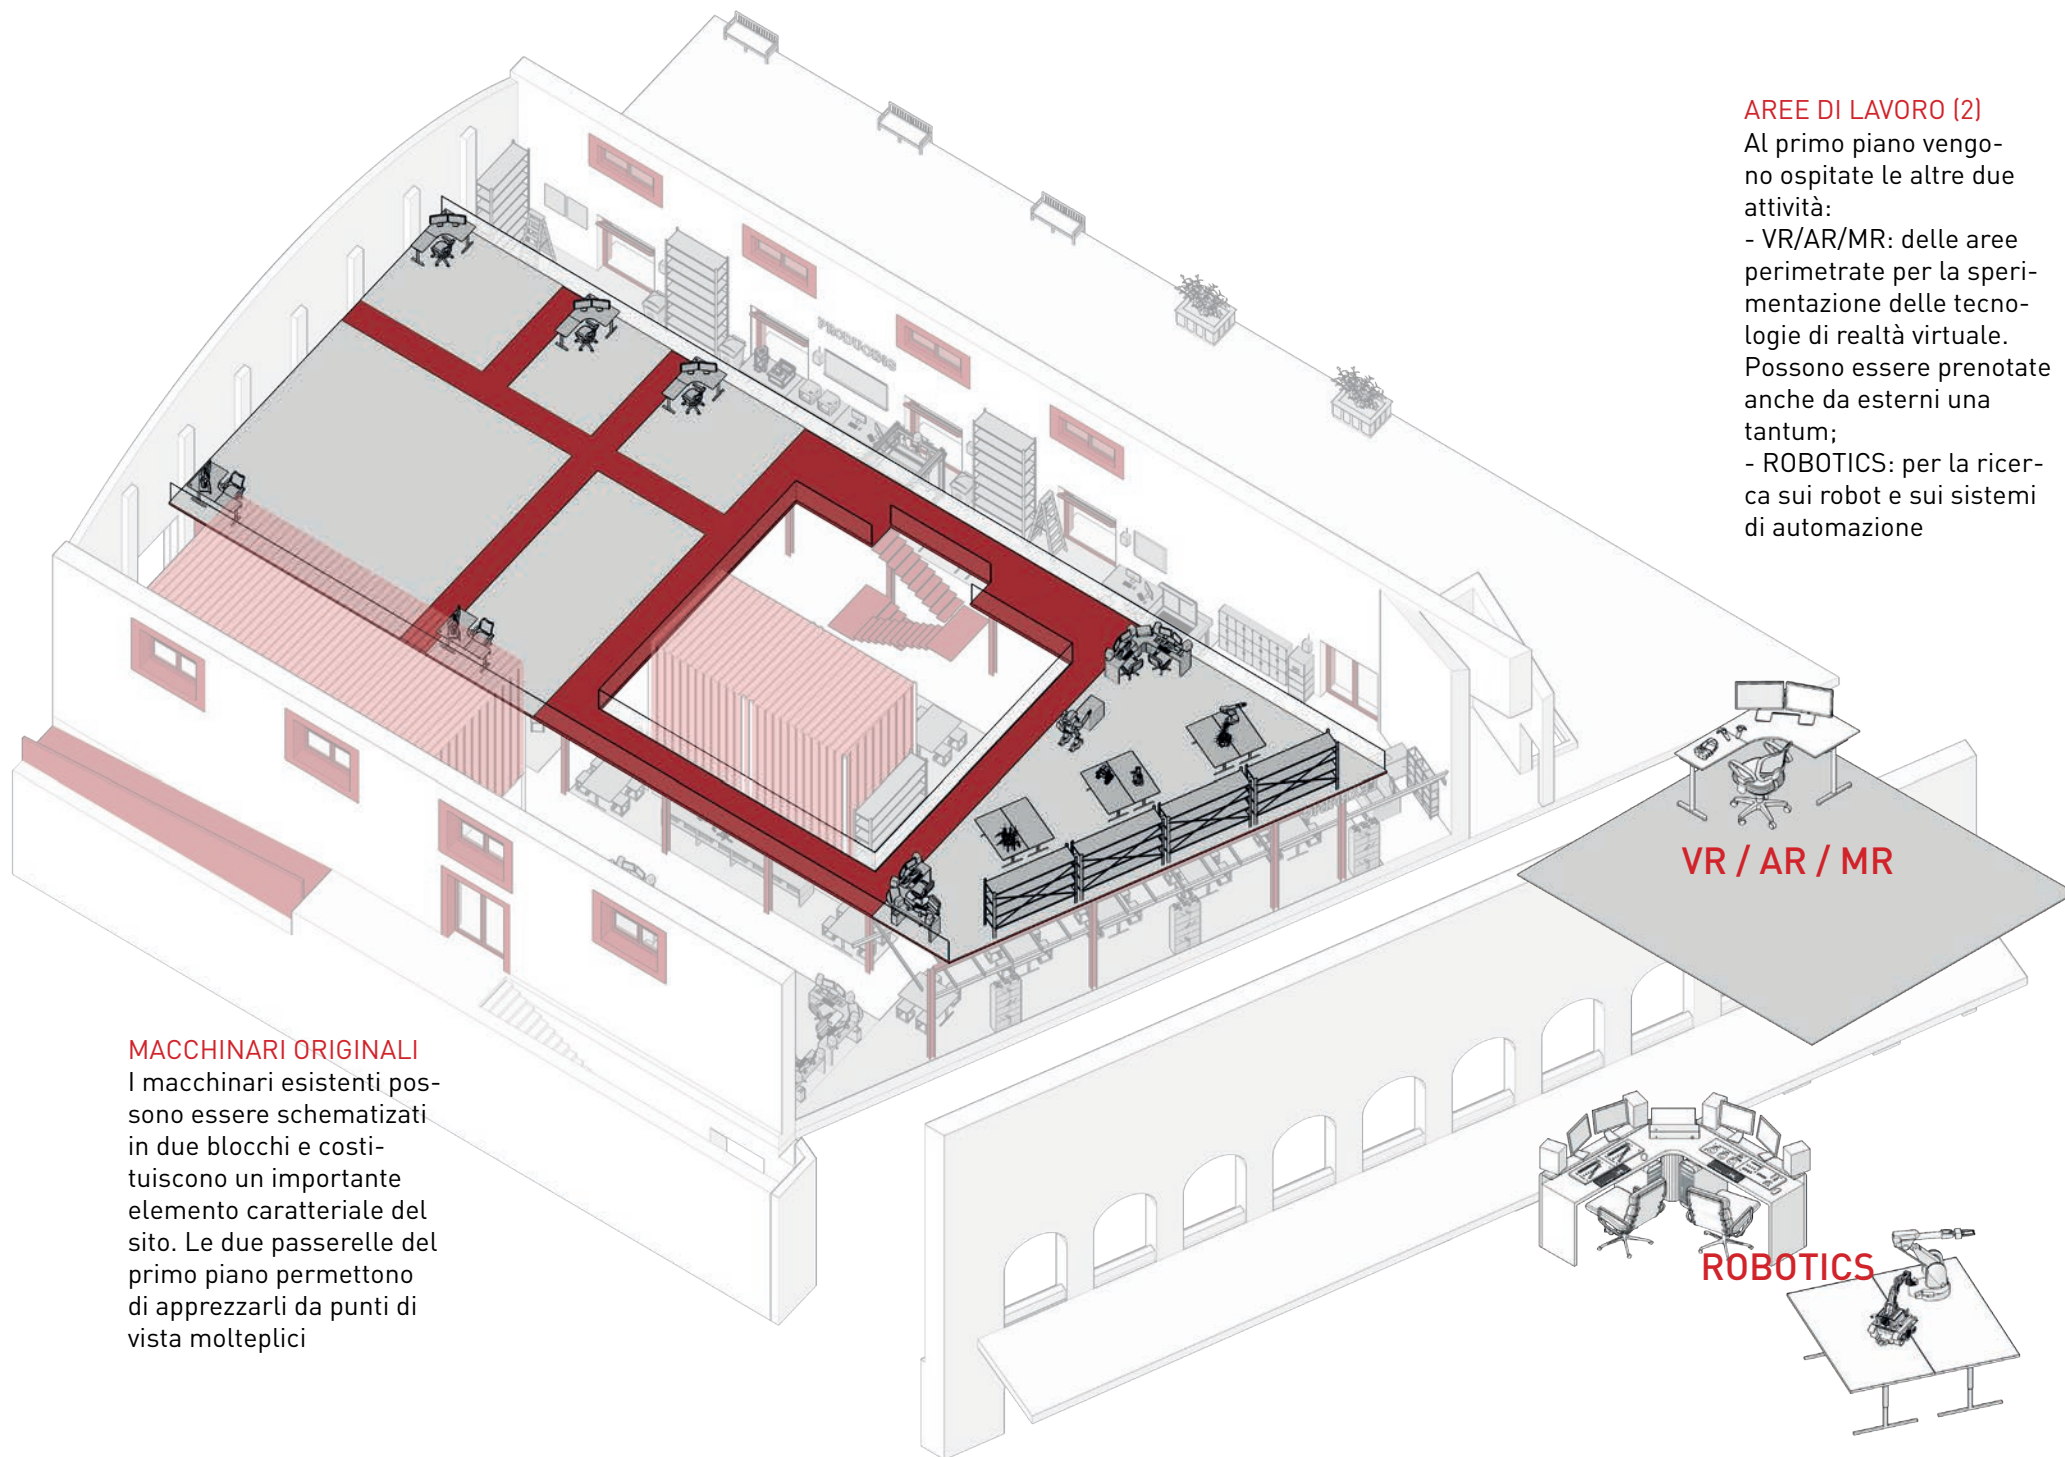 AREE DI LAVORO (2)
Al primo piano vengo-
no ospitate le altre due
attività:
- VR/AR/MR: delle aree
perimetrate per la speri-
mentazione delle tecno-
logie di realtà virtuale.
Possono essere prenotate
anche da esterni una
tantum;
- ROBOTICS: per la ricer-
ca sui robot e sui sistemi
di automazione
PRODUCING
VR / AR / MR
MACCHINARI ORIGINALI
I macchinari esistenti pos-
sono essere schematizati
in due blocchi e costi-
tuiscono un importante
elemento caratteriale del
sito. Le due passerelle del
primo piano permettono
di apprezzarli da punti di
vista molteplici
ROBOTICS